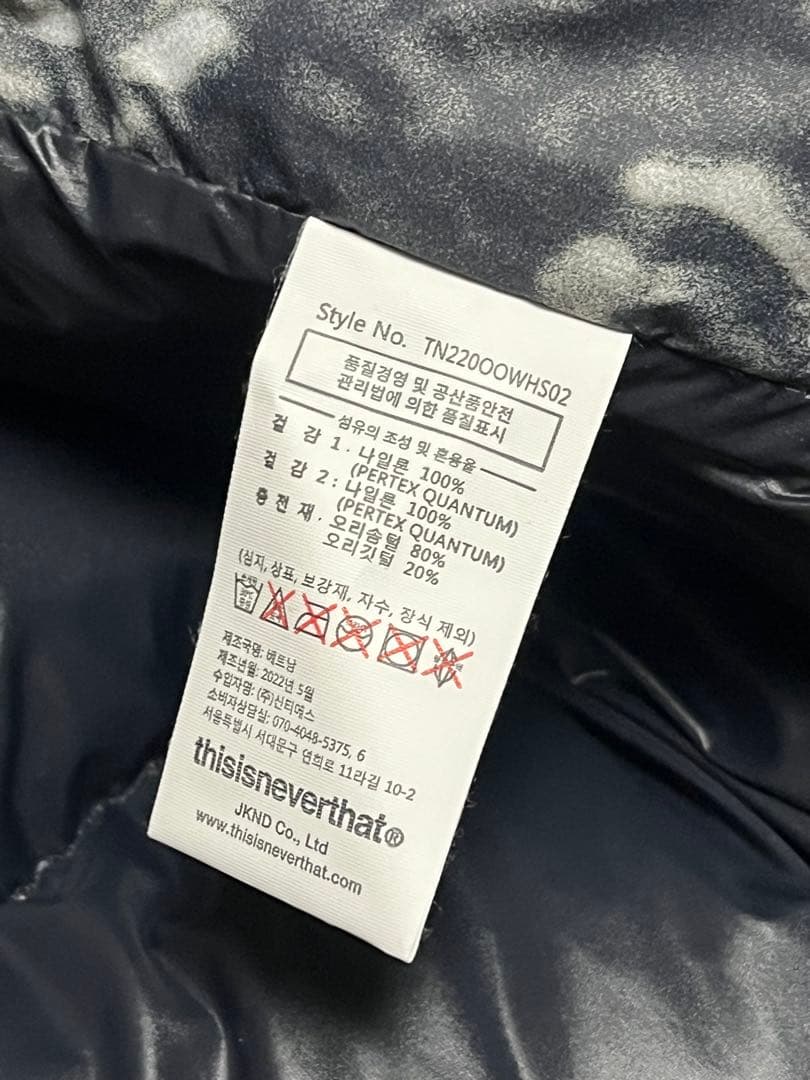 Style No. TN220OOWHS02
품질경영 및 공산품안전
관리법에 의한 품질표시
섬유의 조성 및 혼용율
겉 감 1 . 나일론 100%
(PERTEX QUANTUM)
겉 감 2 : 나일론 100%
(PERTEX QUANTUM)
충 전 재 . 오리솜털 80%
오리깃털 20%
(심지, 상표, 보강재, 자수, 장식 제외)
제조국명: 베트남
제조년월: 2022년 5월
수입자명: (주)신티에스
소비자상담실: 070-4048-5375, 6
서울특별시 서대문구 연희로 11라길 10-2
thisisneverthat®
JKND Co., Ltd
www.thisisneverthat.com